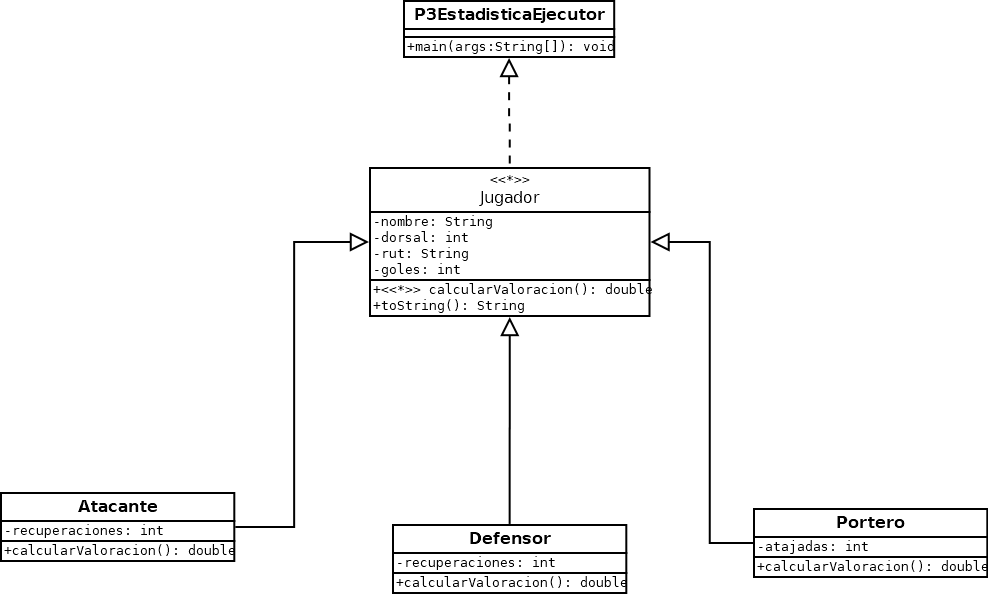 P3EstadisticaEjecutor
+main(args:String[]): void
<<*>>
Jugador
-nombre: String
-dorsal: int
-rut: String
-goles: int
+<<*>> calcularValoracion(): double
+toString(): String
Atacante
-recuperaciones: int
+calcularValoracion(): double
Defensor
-recuperaciones: int
+calcularValoracion(): double
Portero
-atajadas: int
+calcularValoracion(): double